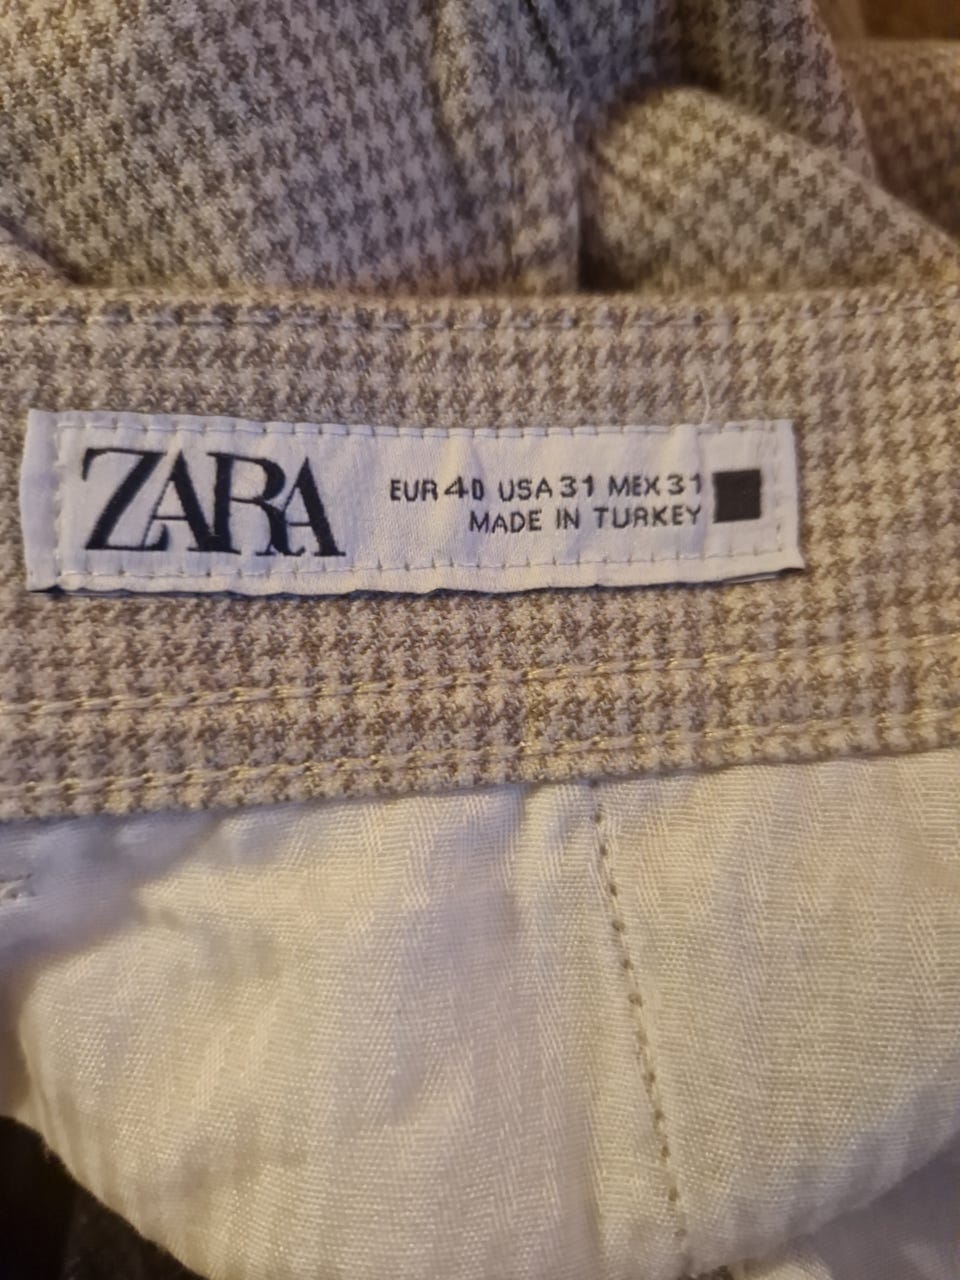 ZARA
EUR 40 USA 31 MEX 31
MADE IN TURKEY